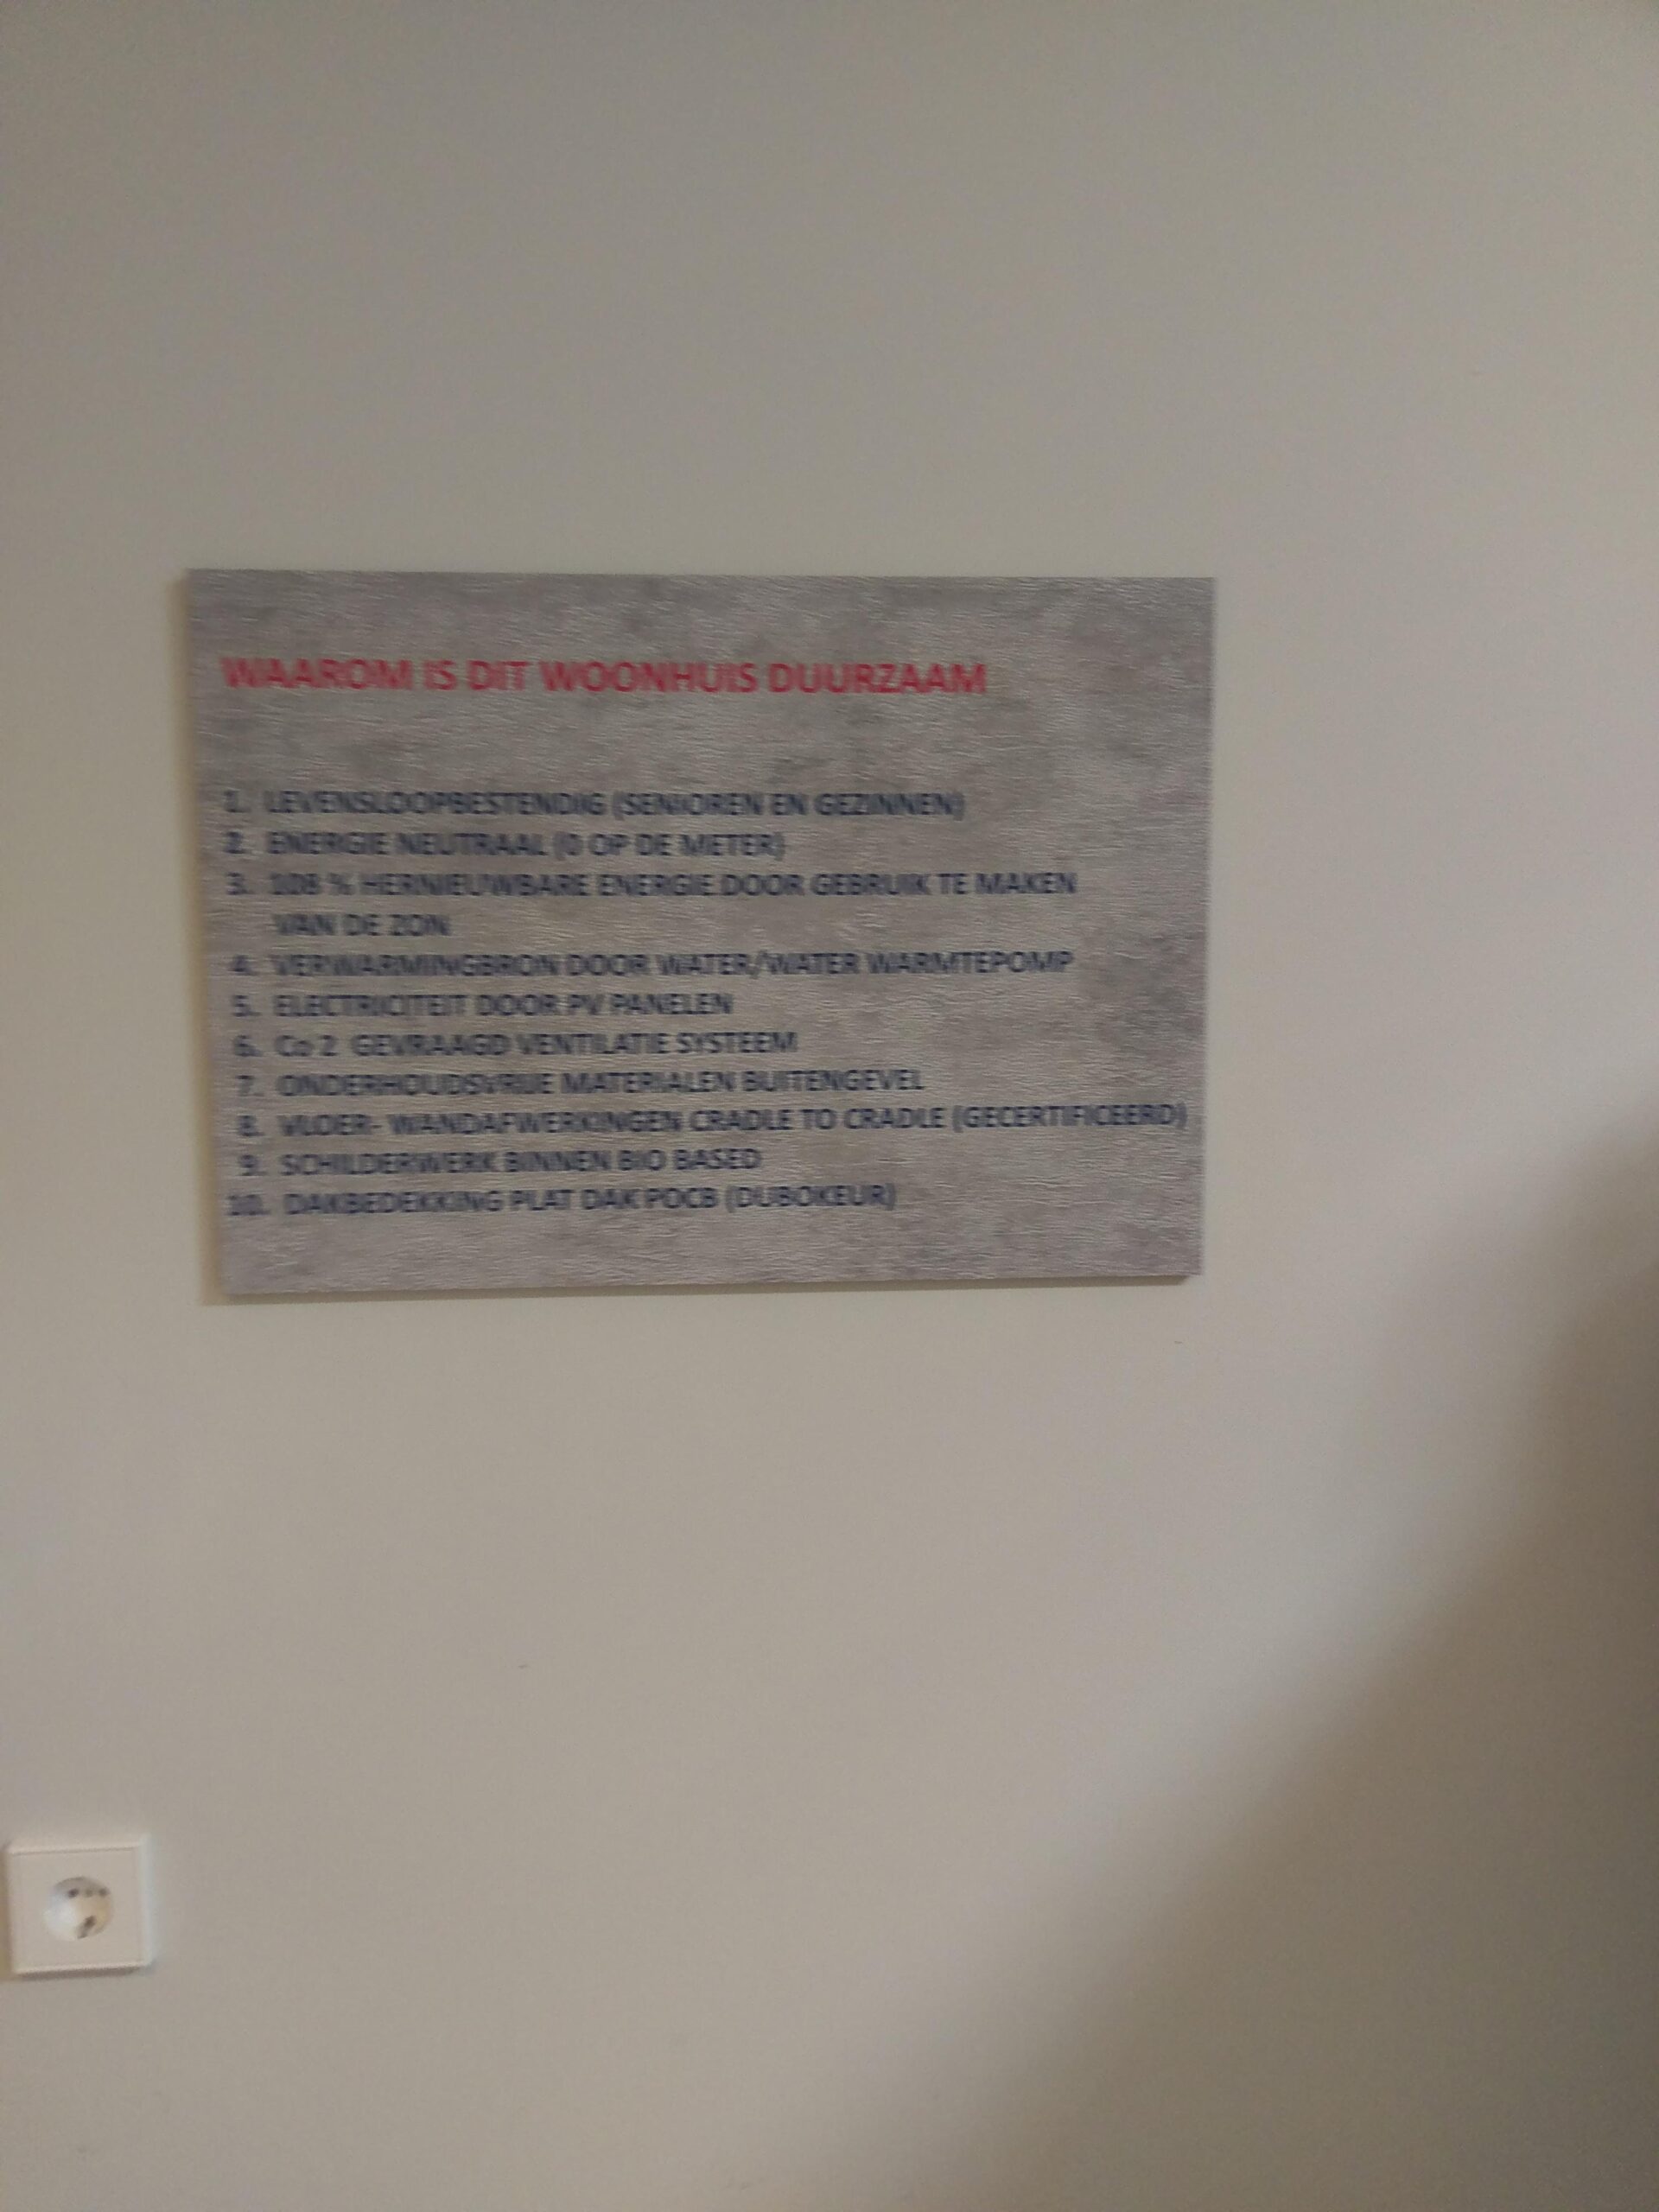 WAAROM IS DIT WOONHUIS DUURZAAM
1. LEVENSLOOPBESTENDIG (SENIOREN EN GEZINNEN)
2. ENERGIE NEUTRAAL (0 OP DE METER)
3. 108 % HERNIEUWBARE ENERGIE DOOR GEBRUIK TE MAKEN
VAN DE ZON
4. VERWARMINGBRON DOOR WATER/WATER WARMTEPOMP
5. ELECTRICITEIT DOOR PV PANELEN
6. Co 2 GEVRAAGD VENTILATIE SYSTEEM
7. ONDERHOUDSVRIJE MATERIALEN BUITENGEVEL
8. VLOER- WANDAFWERKINGEN CRADLE TO CRADLE (GECERTIFICEERD)
9. SCHILDERWERK BINNEN BIO BASED
10. DAKBEDEKKING PLAT DAK POCB (DUBOKEUR)